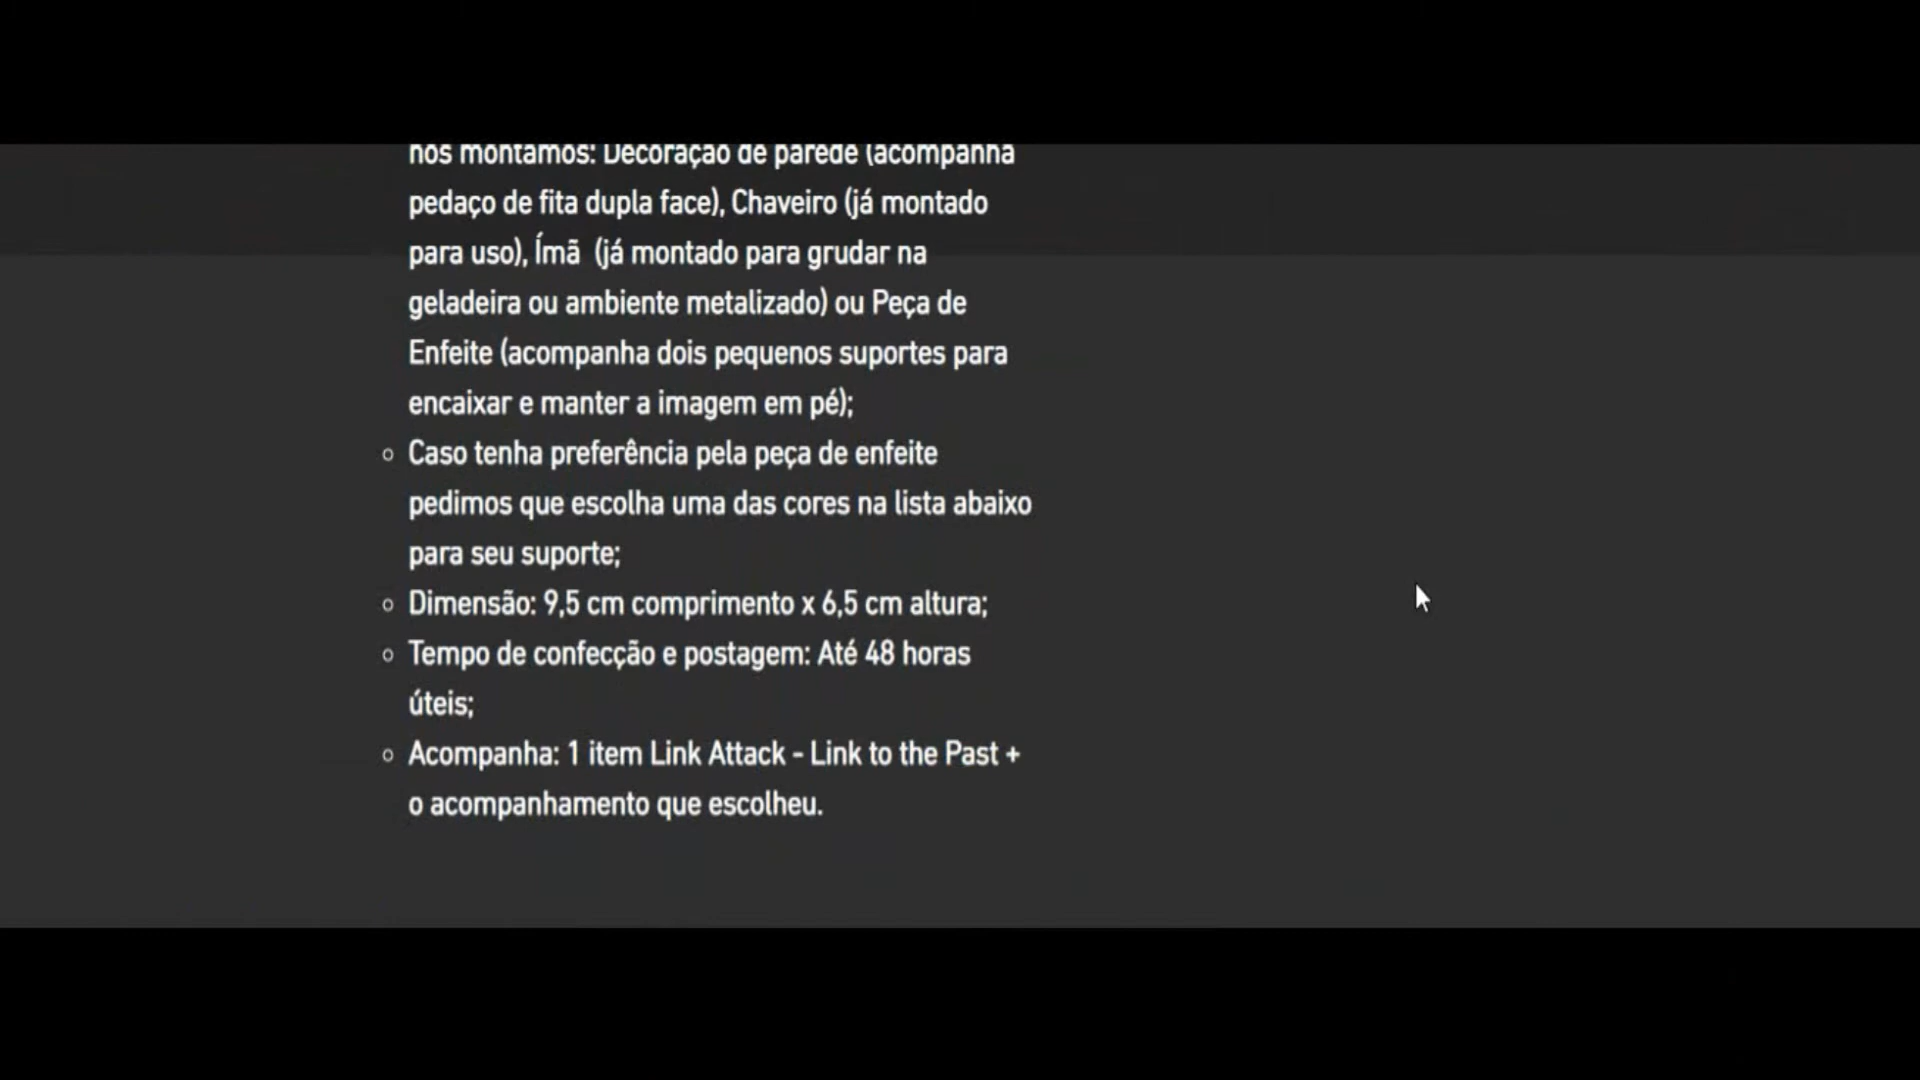 nós montamos: Decoração de parede (acompanha
pedaço de fita dupla face), Chaveiro (já montado
para uso), Ímã (já montado para grudar na
geladeira ou ambiente metalizado) ou Peça de
Enfeite (acompanha dois pequenos suportes para
encaixar e manter a imagem em pé);
Caso tenha preferência pela peça de enfeite
pedimos que escolha uma das cores na lista abaixo
para seu suporte;
Dimensão: 9,5 cm comprimento x 6,5 cm altura;
Tempo de confecção e postagem: Até 48 horas
úteis;
Acompanha: 1 item Link Attack - Link to the Past +
o acompanhamento que escolheu.